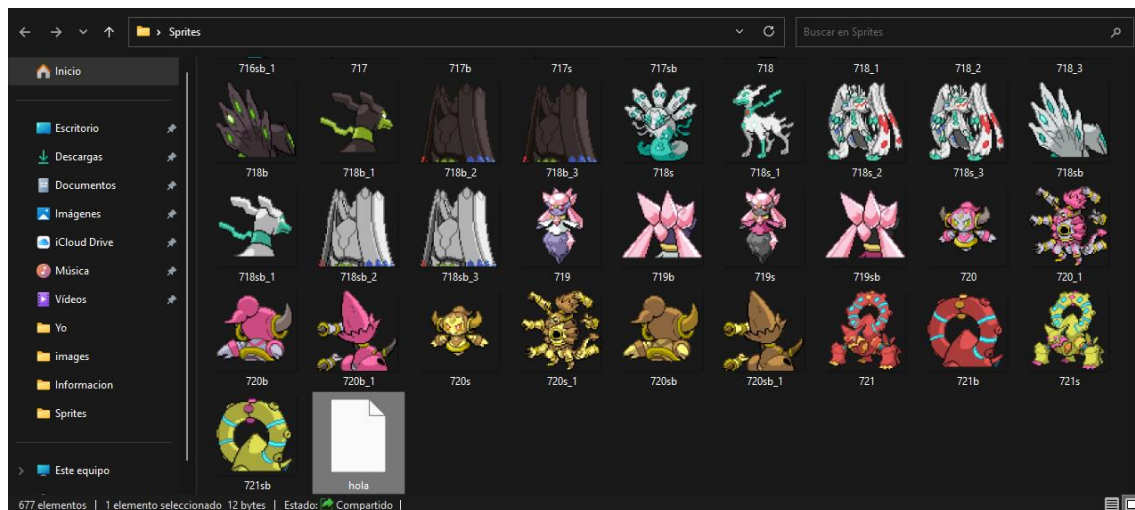 Sprites
Buscar en Sprites
Inicio
Escritorio
Descargas
Documentos
Imágenes
iCloud Drive
Música
Vídeos
Yo
images
Informacion
Sprites
Este equipo
716sb_1 717 717b 717s 717sb 718 718_1 718_2 718_3
718b 718b_1 718b_2 718b_3 718s 718s_1 718s_2 718s_3 718sb
718sb_1 718sb_2 718sb_3 719 719b 719s 719sb 720 720_1
720b 720b_1 720s 720s_1 720sb 720sb_1 721 721b 721s
721sb hola
677 elementos | 1 elemento seleccionado 12 bytes | Estado: Compartido |